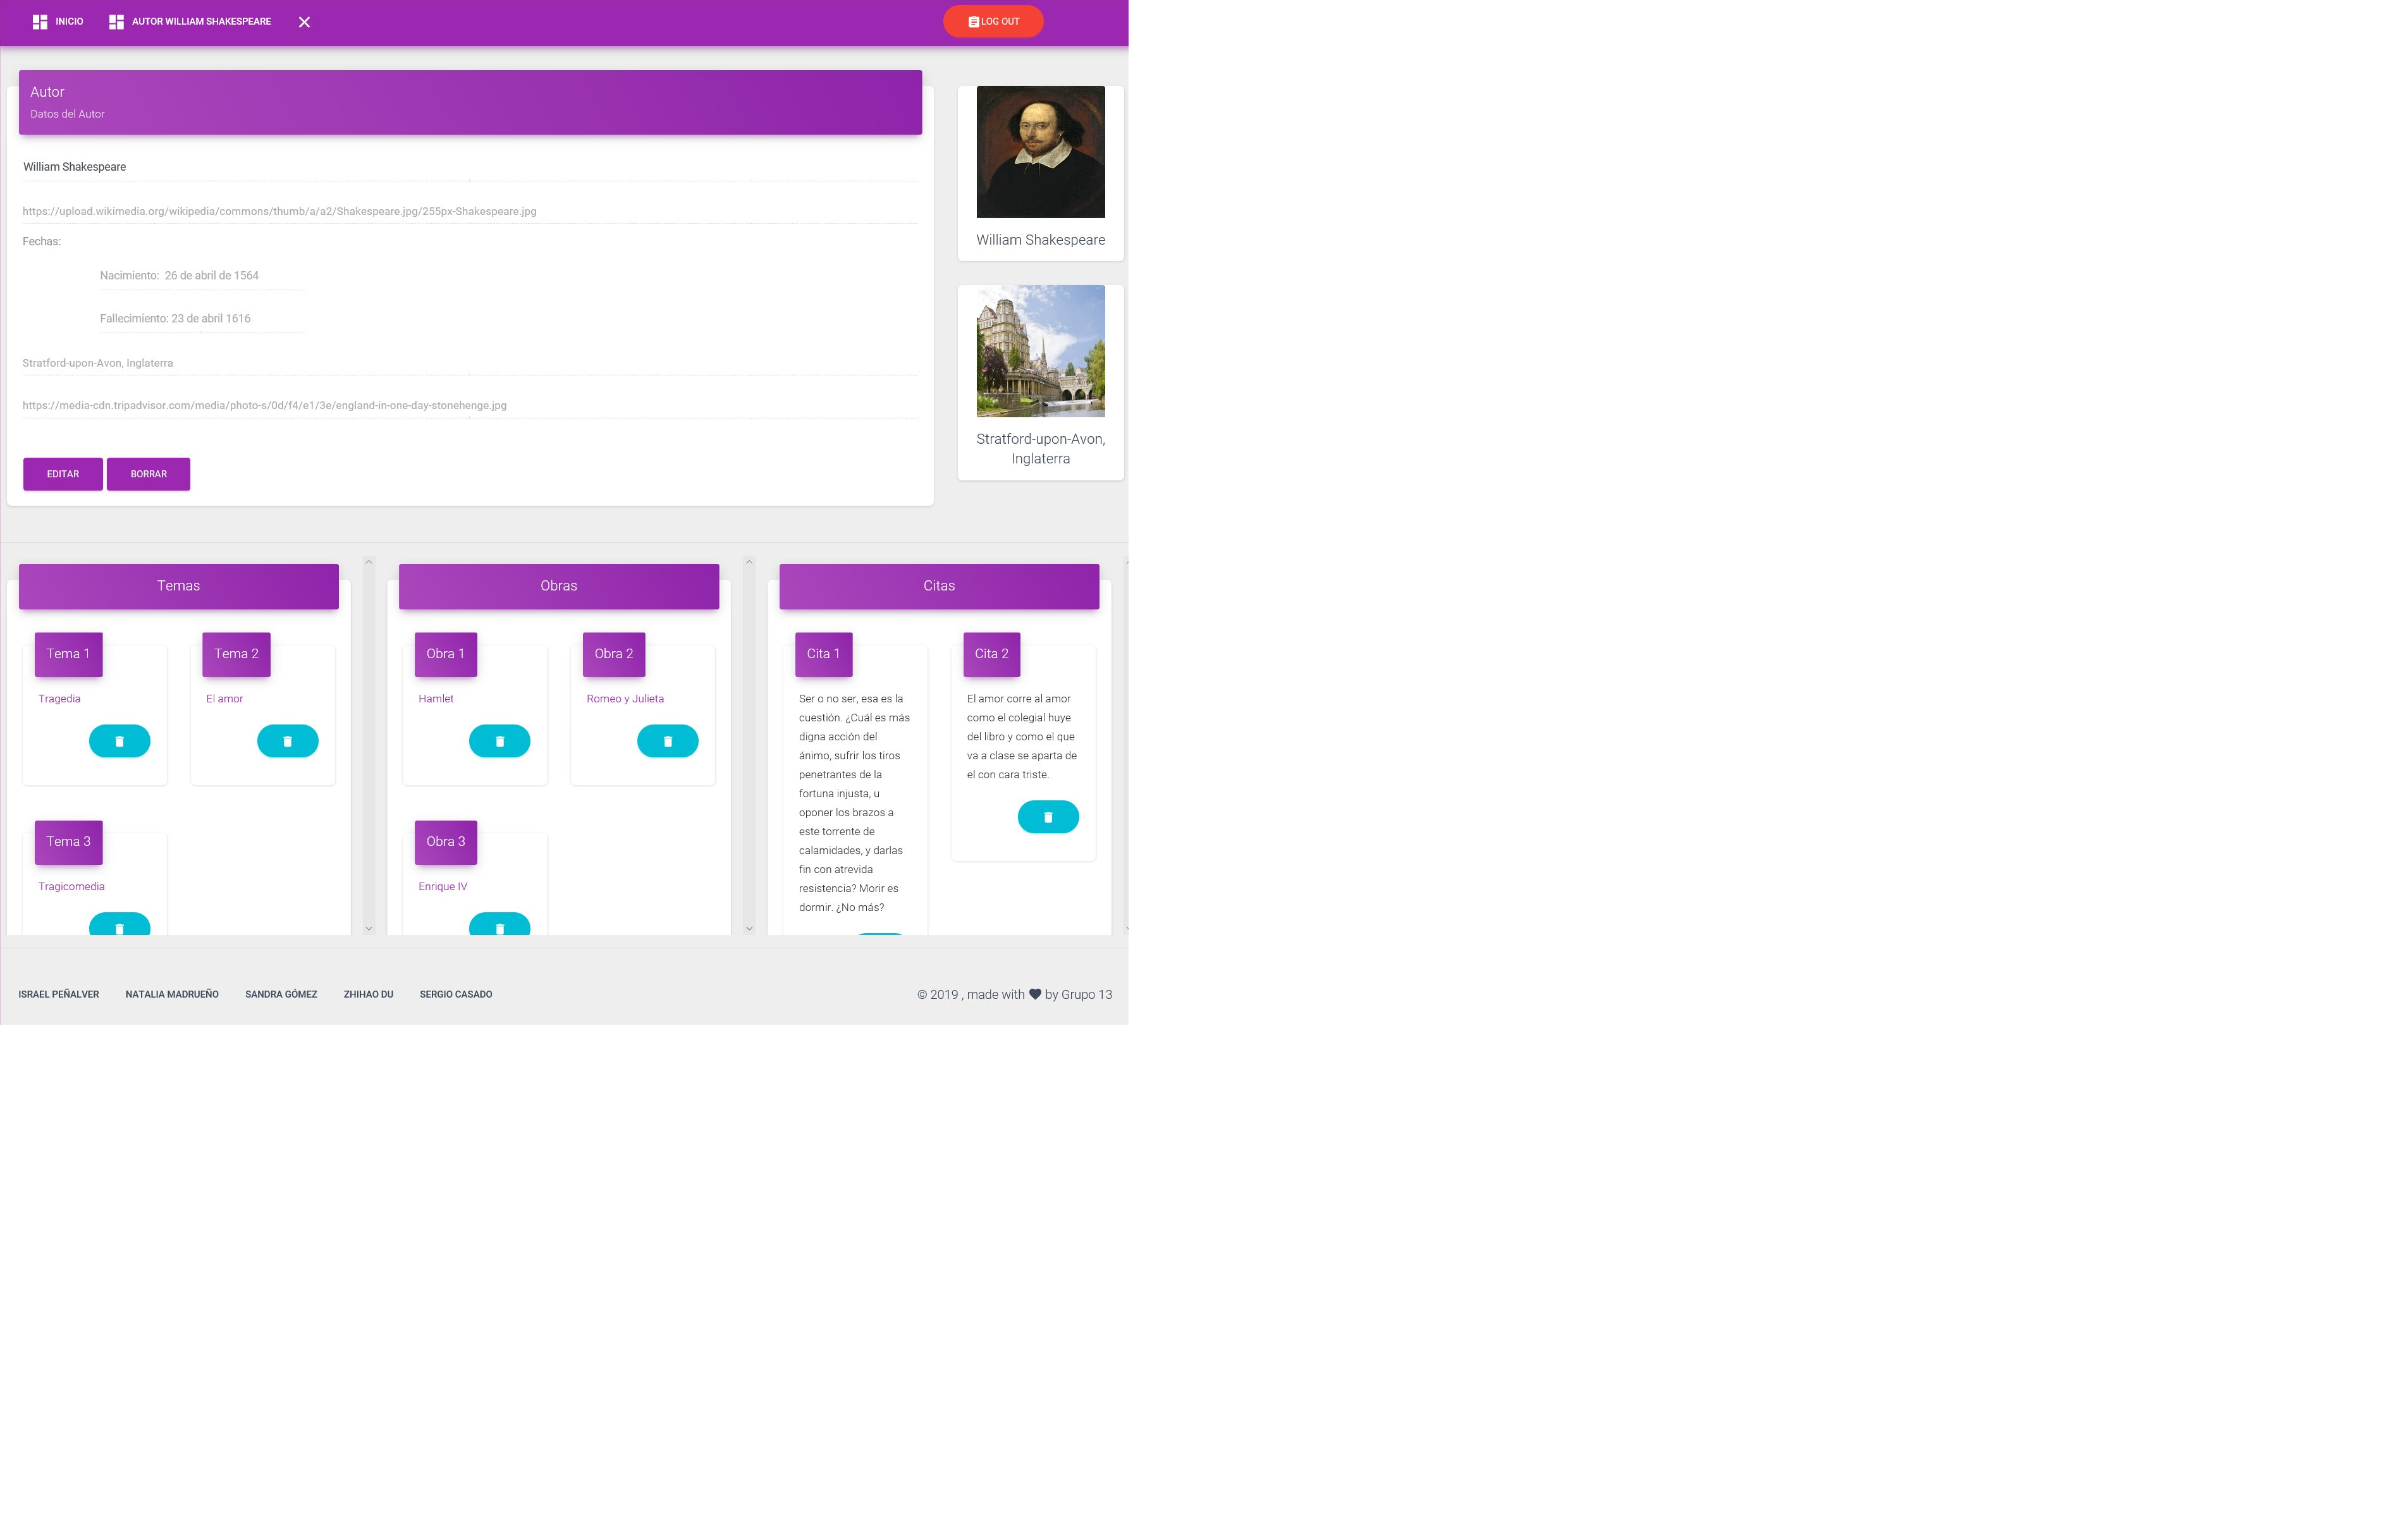 INICIO
AUTOR WILLIAM SHAKESPEARE
LOG OUT
Autor
Datos del Autor
William Shakespeare
https://upload.wikimedia.org/wikipedia/commons/thumb/a/a2/Shakespeare.jpg/255px-Shakespeare.jpg
Fechas:
Nacimiento: 26 de abril de 1564
Fallecimiento: 23 de abril 1616
Stratford-upon-Avon, Inglaterra
https://media-cdn.tripadvisor.com/media/photo-s/0d/f4/e1/3e/england-in-one-day-stonehenge.jpg
EDITAR
BORRAR
William Shakespeare
Stratford-upon-Avon,
Inglaterra
Temas
Tema 1
Tragedia
Tema 2
El amor
Tema 3
Tragicomedia
Obras
Obra 1
Hamlet
Obra 2
Romeo y Julieta
Obra 3
Enrique IV
Citas
Cita 1
Ser o no ser, esa es la
cuestión. ¿Cuál es más
digna acción del
ánimo, sufrir los tiros
penetrantes de la
fortuna injusta, u
oponer los brazos a
este torrente de
calamidades, y darlas
fin con atrevida
resistencia? Morir es
dormir. ¿No más?
Cita 2
El amor corre al amor
como el colegial huye
del libro y como el que
va a clase se aparta de
el con cara triste.
ISRAEL PEÑALVER
NATALIA MADRUEÑO
SANDRA GÓMEZ
ZHIHAO DU
SERGIO CASADO
© 2019 , made with ♥ by Grupo 13